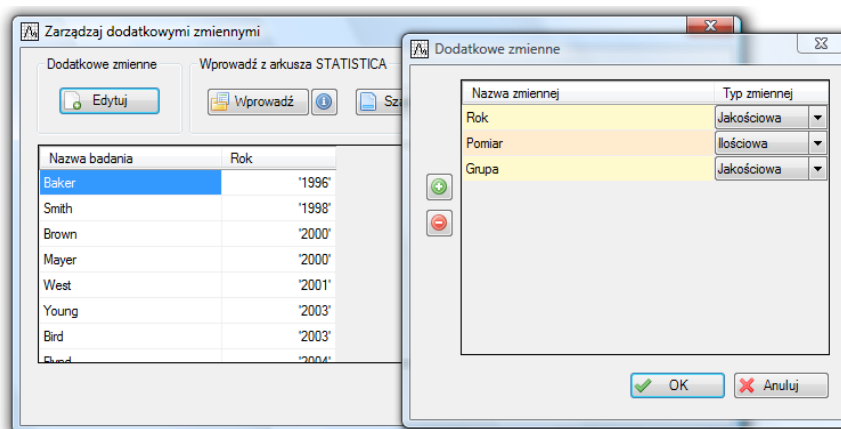 Zarządzaj dodatkowymi zmiennymi
Dodatkowe zmienne
Wprowadź z arkusza STATISTICA
Edytuj
Wprowadź
Nazwa badania Rok
Baker '1996'
Smith '1998'
Brown '2000'
Mayer '2000'
West '2001'
Young '2003'
Bird '2003'
'2004'
Dodatkowe zmienne
Nazwa zmiennej Typ zmiennej
Rok Jakościowa
Pomiar Ilościowa
Grupa Jakościowa
OK Anuluj